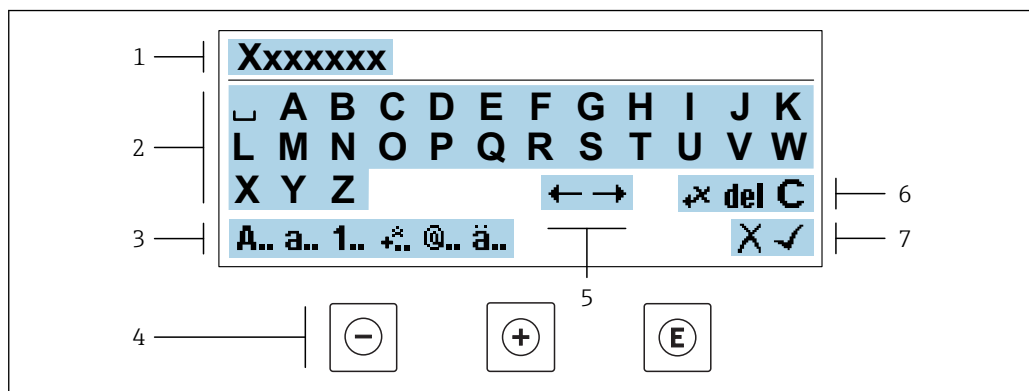 1 Xxxxxxx
␣ A B C D E F G H I J K
2 L M N O P Q R S T U V W
X Y Z ← → +× del C 6
3 A.. a.. 1.. +*.. @.. ä.. X ✓ 7
5
4 − + E